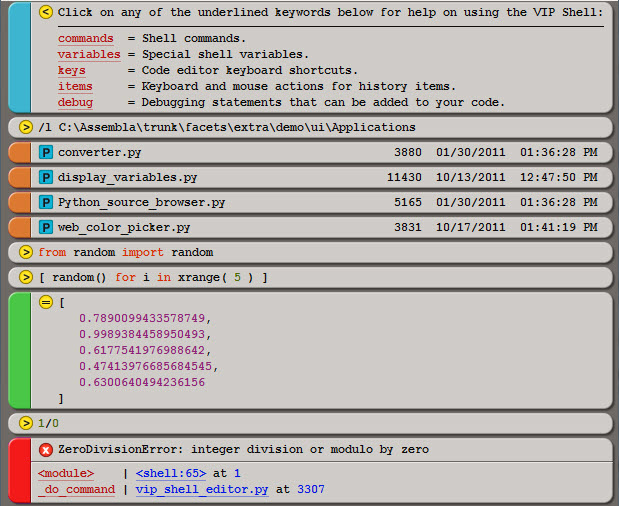 < Click on any of the underlined keywords below for help on using the VIP Shell:
commands = Shell commands.
variables = Special shell variables.
keys = Code editor keyboard shortcuts.
items = Keyboard and mouse actions for history items.
debug = Debugging statements that can be added to your code.
> /l C:\Assembla\trunk\facets\extra\demo\ui\Applications
P converter.py 3880 01/30/2011 01:36:28 PM
P display_variables.py 11430 10/13/2011 12:47:50 PM
P Python_source_browser.py 5165 01/30/2011 01:36:28 PM
P web_color_picker.py 3831 10/17/2011 01:41:19 PM
> from random import random
> [ random() for i in xrange( 5 ) ]
= [
0.7890099433578749,
0.9989384458950493,
0.6177541976988642,
0.47413976685684545,
0.6300640494236156
]
> 1/0
x ZeroDivisionError: integer division or modulo by zero
<module> | <shell:65> at 1
_do_command | vip_shell_editor.py at 3307